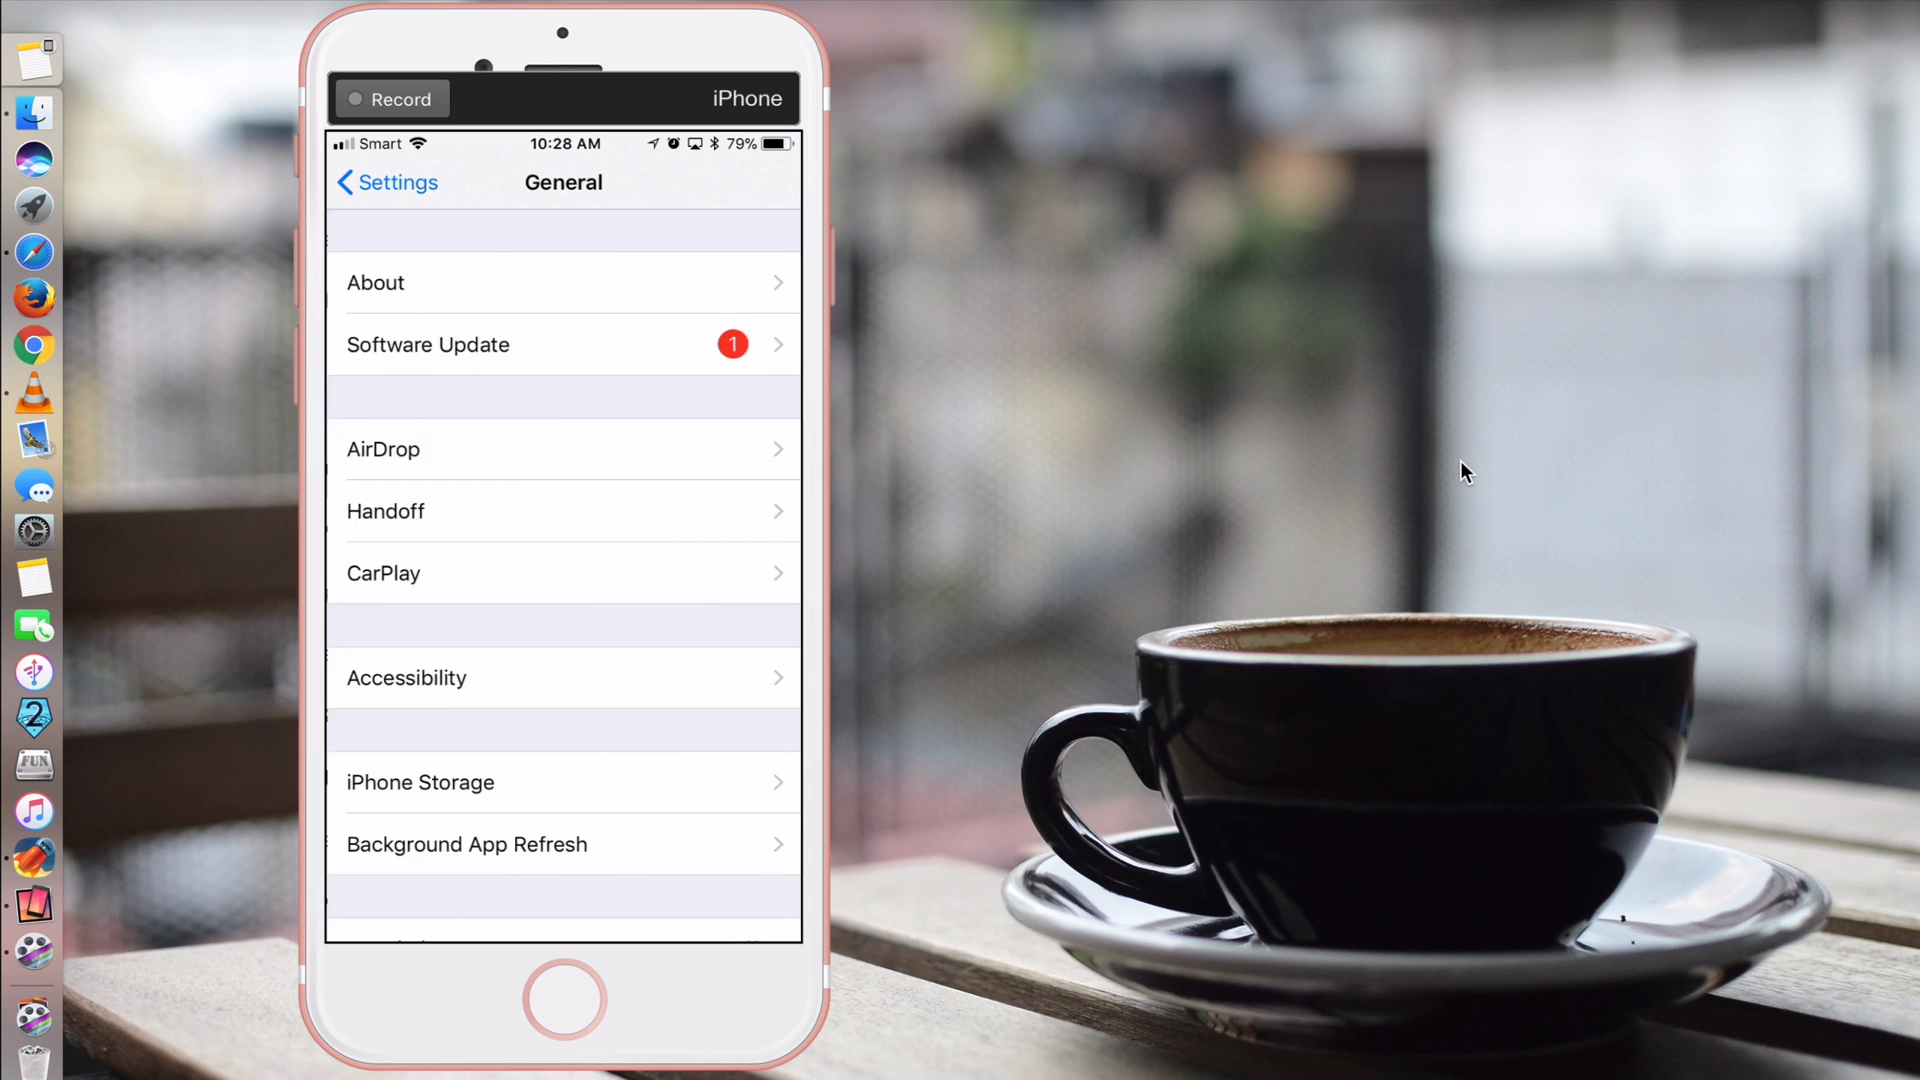 Record
iPhone
Smart 10:28 AM 79%
Settings
General
About
Software Update 1
AirDrop
Handoff
CarPlay
Accessibility
iPhone Storage
Background App Refresh
2
FUN